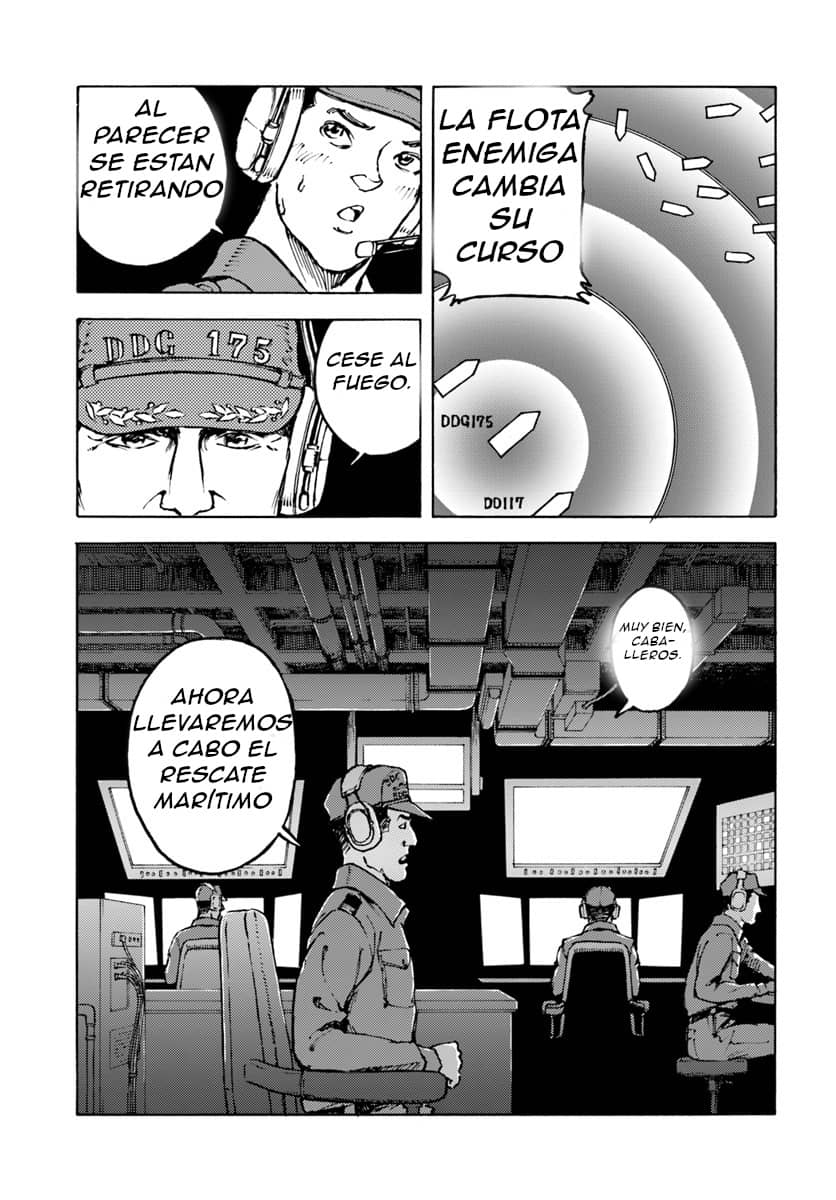 LA FLOTA
ENEMIGA
CAMBIA
SU
CURSO
DDG175
DD117
AL
PARECER
SE ESTAN
RETIRANDO
DDG 175
CESE AL
FUEGO.
MUY BIEN,
CABA-
LLEROS.
AHORA
LLEVAREMOS
A CABO EL
RESCATE
MARÍTIMO